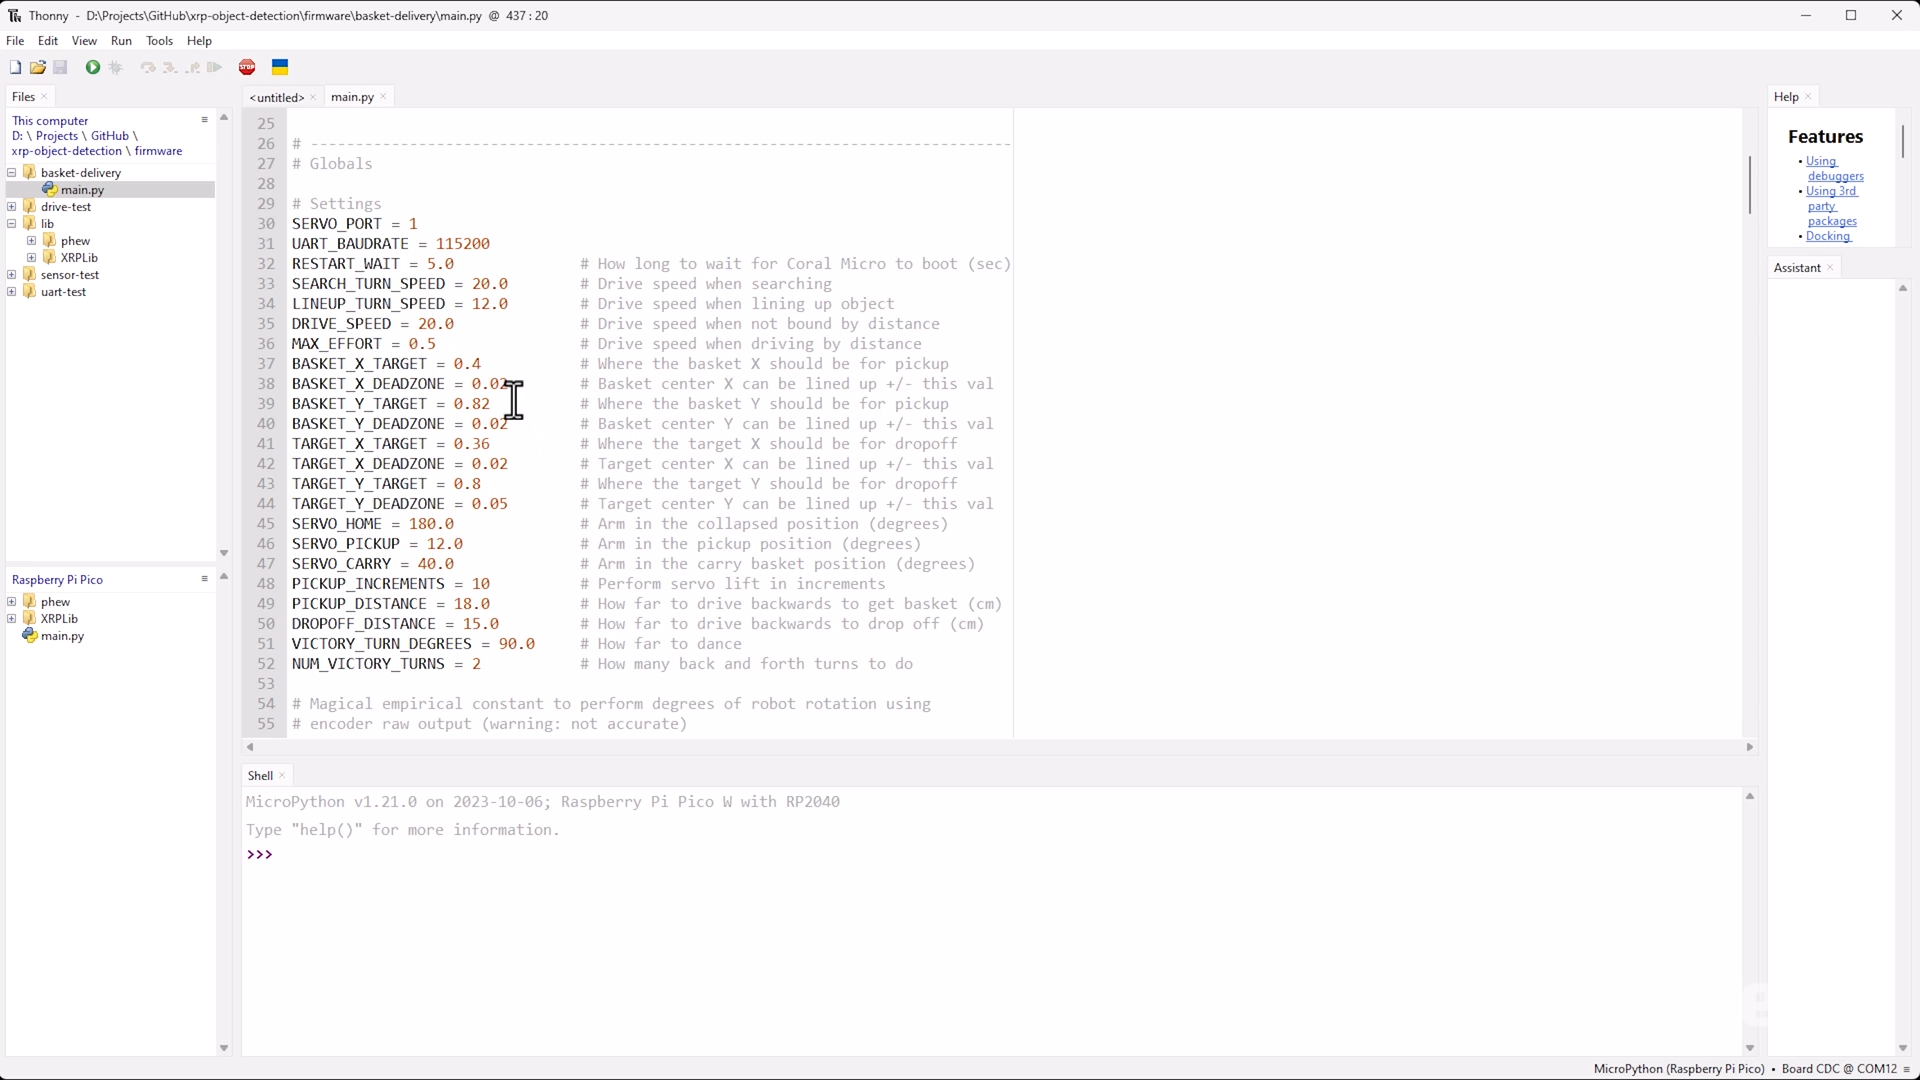 Thonny - D:\Projects\GitHub\xrp-object-detection\firmware\basket-delivery\main.py @ 437 : 20
File Edit View Run Tools Help
STOP
Files
This computer
D: \ Projects \ GitHub \
xrp-object-detection \ firmware
basket-delivery
main.py
drive-test
lib
phew
XRPLib
sensor-test
uart-test
Raspberry Pi Pico
phew
XRPLib
main.py
<untitled> main.py
25
26 # ------------------------------------------------------------------------------
27 # Globals
28
29 # Settings
30 SERVO_PORT = 1
31 UART_BAUDRATE = 115200
32 RESTART_WAIT = 5.0 # How long to wait for Coral Micro to boot (sec)
33 SEARCH_TURN_SPEED = 20.0 # Drive speed when searching
34 LINEUP_TURN_SPEED = 12.0 # Drive speed when lining up object
35 DRIVE_SPEED = 20.0 # Drive speed when not bound by distance
36 MAX_EFFORT = 0.5 # Drive speed when driving by distance
37 BASKET_X_TARGET = 0.4 # Where the basket X should be for pickup
38 BASKET_X_DEADZONE = 0.02 # Basket center X can be lined up +/- this val
39 BASKET_Y_TARGET = 0.82 # Where the basket Y should be for pickup
40 BASKET_Y_DEADZONE = 0.02 # Basket center Y can be lined up +/- this val
41 TARGET_X_TARGET = 0.36 # Where the target X should be for dropoff
42 TARGET_X_DEADZONE = 0.02 # Target center X can be lined up +/- this val
43 TARGET_Y_TARGET = 0.8 # Where the target Y should be for dropoff
44 TARGET_Y_DEADZONE = 0.05 # Target center Y can be lined up +/- this val
45 SERVO_HOME = 180.0 # Arm in the collapsed position (degrees)
46 SERVO_PICKUP = 12.0 # Arm in the pickup position (degrees)
47 SERVO_CARRY = 40.0 # Arm in the carry basket position (degrees)
48 PICKUP_INCREMENTS = 10 # Perform servo lift in increments
49 PICKUP_DISTANCE = 18.0 # How far to drive backwards to get basket (cm)
50 DROPOFF_DISTANCE = 15.0 # How far to drive backwards to drop off (cm)
51 VICTORY_TURN_DEGREES = 90.0 # How far to dance
52 NUM_VICTORY_TURNS = 2 # How many back and forth turns to do
53
54 # Magical empirical constant to perform degrees of robot rotation using
55 # encoder raw output (warning: not accurate)
Shell
MicroPython v1.21.0 on 2023-10-06; Raspberry Pi Pico W with RP2040
Type "help()" for more information.
>>>
Help
Features
• Using
debuggers
• Using 3rd
party
packages
• Docking
Assistant
MicroPython (Raspberry Pi Pico) • Board CDC @ COM12 ≡